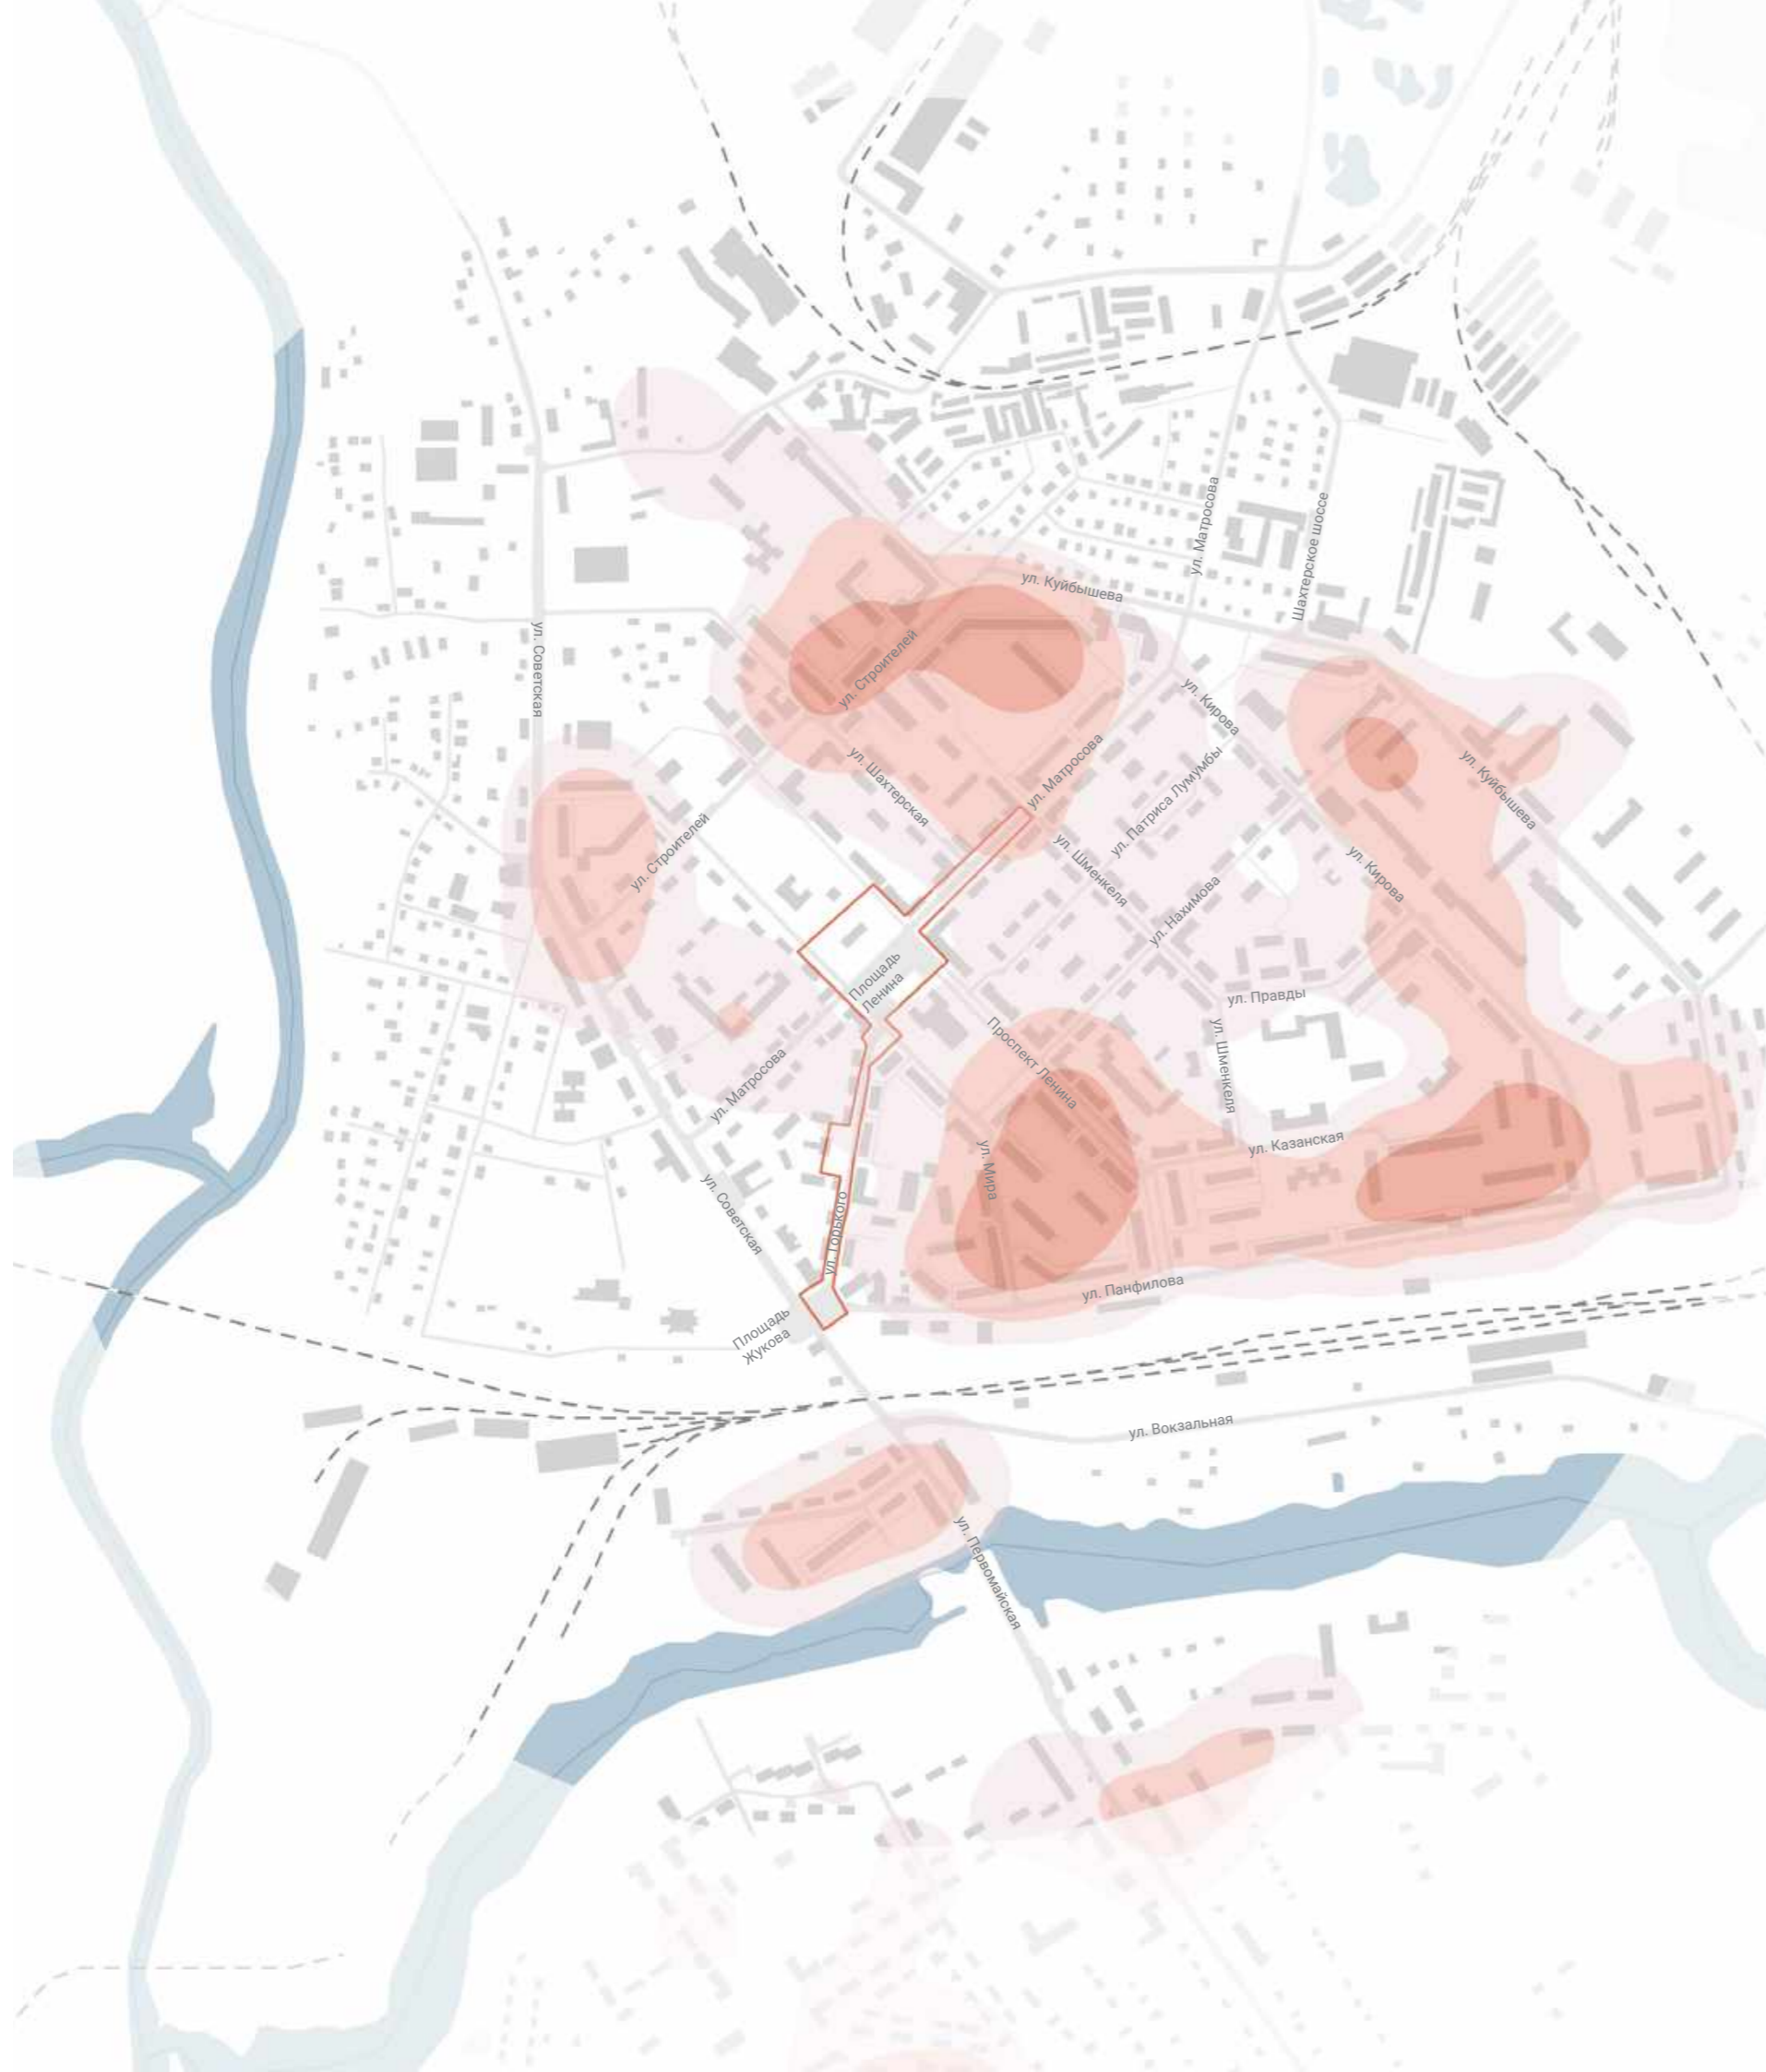 ул. Матросова
Шахтерское шоссе
ул. Куйбышева
ул. Советская
ул. Строителей
ул. Кирова
ул. Матросова
ул. Патриса Лумумбы
ул. Шахтерская
ул. Куйбышева
ул. Строителей
ул. Шменкеля
ул. Кирова
ул. Нахимова
Площадь
Ленина
ул. Правды
Проспект Ленина
ул. Шменкеля
ул. Матросова
ул. Казанская
ул. Мира
ул. Советская
ул. Горького
ул. Панфилова
Площадь
Жукова
ул. Вокзальная
ул. Первомайская